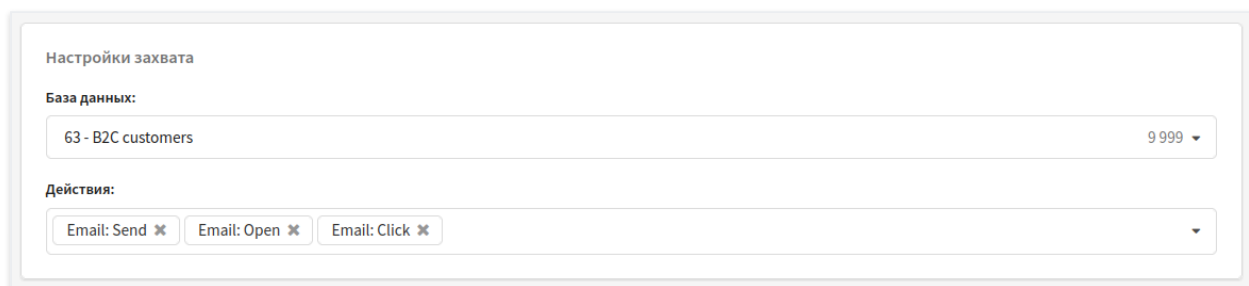 Настройки захвата
База данных:
63 - B2C customers 9 999
Действия:
Email: Send Email: Open Email: Click